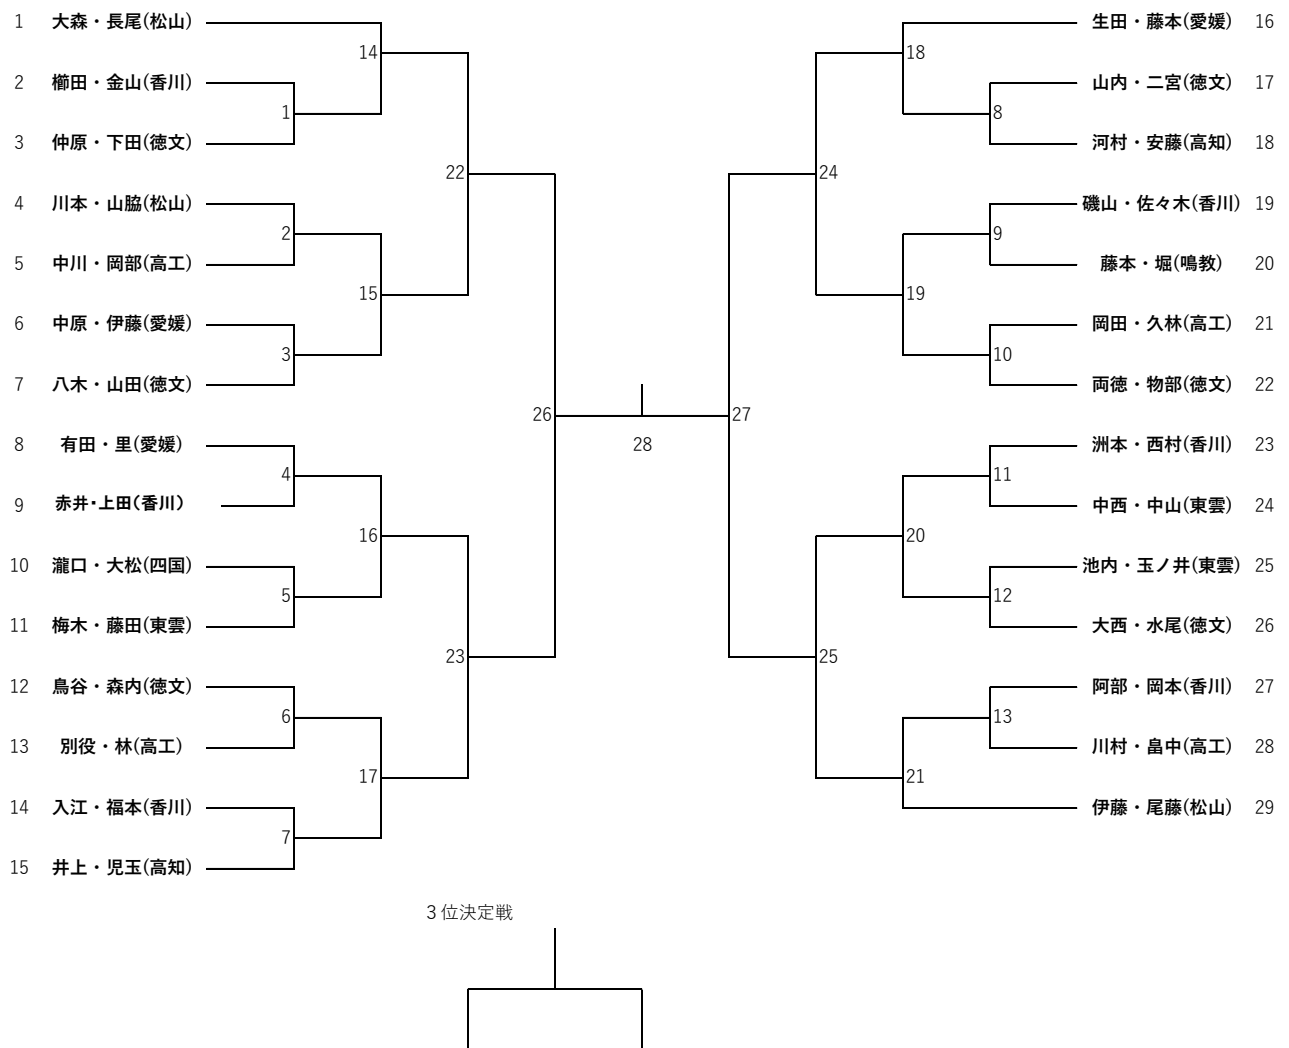 1 大森・長尾(松山)
14
2 櫛田・金山(香川)
1
3 仲原・下田(徳文)
22
4 川本・山脇(松山)
2
5 中川・岡部(高工)
15
6 中原・伊藤(愛媛)
3
7 八木・山田(徳文)
26
8 有田・里(愛媛)
4
9 赤井・上田(香川)
16
10 瀧口・大松(四国)
5
11 梅木・藤田(東雲)
23
12 鳥谷・森内(徳文)
6
13 別役・林(高工)
17
14 入江・福本(香川)
7
15 井上・児玉(高知)
28
生田・藤本(愛媛) 16
18
山内・二宮(徳文) 17
8
河村・安藤(高知) 18
24
磯山・佐々木(香川) 19
9
藤本・堀(鳴教) 20
19
岡田・久林(高工) 21
10
両徳・物部(徳文) 22
27
洲本・西村(香川) 23
11
中西・中山(東雲) 24
20
池内・玉ノ井(東雲) 25
12
大西・水尾(徳文) 26
25
阿部・岡本(香川) 27
13
川村・畠中(高工) 28
21
伊藤・尾藤(松山) 29
3位決定戦